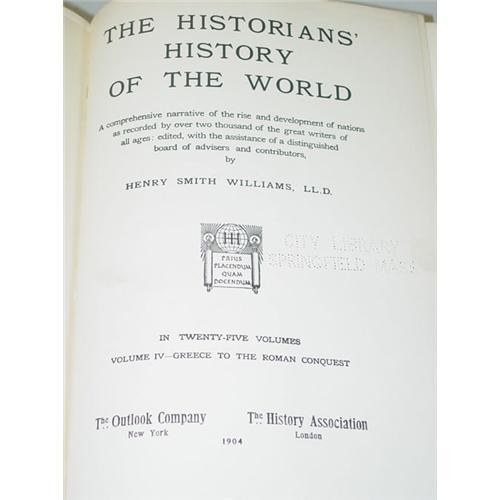 THE HISTORIANS'
HISTORY
OF THE WORLD
A comprehensive narrative of the rise and development of nations
as recorded by over two thousand of the great writers of
all ages: edited, with the assistance of a distinguished
board of advisers and contributors,
by
HENRY SMITH WILLIAMS, LL.D.
HH
PRIUS
PLACENDUM
QUAM
DOCENDUM
CITY LIBRARY
SPRINGFIELD MASS
IN TWENTY-FIVE VOLUMES
VOLUME IV—GREECE TO THE ROMAN CONQUEST
The Outlook Company
New York
The History Association
London
1904